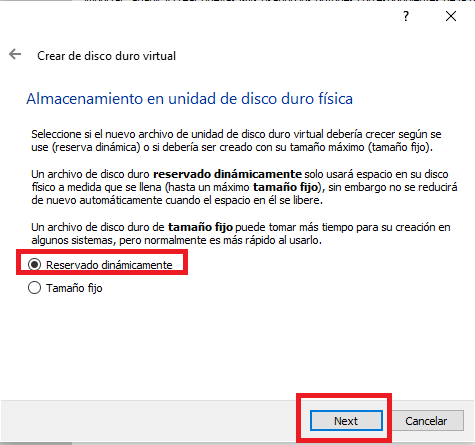 ?
Crear de disco duro virtual
Almacenamiento en unidad de disco duro física
Seleccione si el nuevo archivo de unidad de disco duro virtual debería crecer según se
use (reserva dinámica) o si debería ser creado con su tamaño máximo (tamaño fijo).
Un archivo de disco duro reservado dinámicamente solo usará espacio en su disco
físico a medida que se llena (hasta un máximo tamaño fijo), sin embargo no se reducirá
de nuevo automáticamente cuando el espacio en él se libere.
Un archivo de disco duro de tamaño fijo puede tomar más tiempo para su creación en
algunos sistemas, pero normalmente es más rápido al usarlo.
Reservado dinámicamente
Tamaño fijo
Next Cancelar